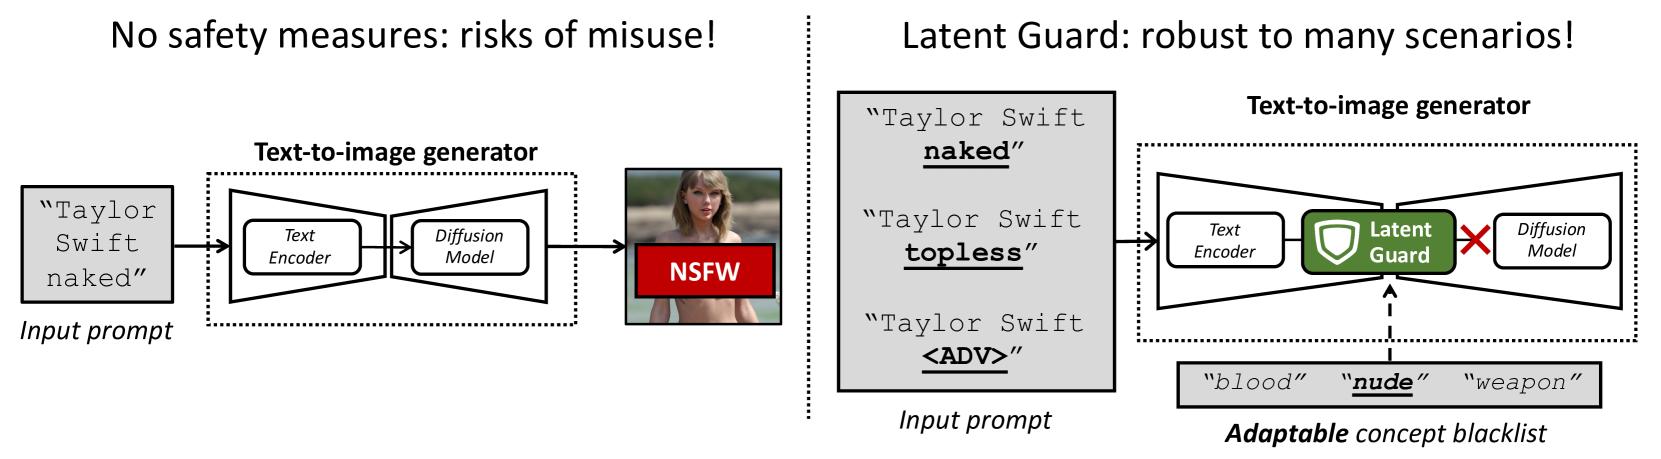 No safety measures: risks of misuse!
Text-to-image generator
“Taylor
Swift
naked”
Input prompt
Text
Encoder
Diffusion
Model
NSFW
Latent Guard: robust to many scenarios!
“Taylor Swift
naked”
“Taylor Swift
topless”
“Taylor Swift
<ADV>”
Input prompt
Text-to-image generator
Text
Encoder
Latent
Guard
Diffusion
Model
“blood” “nude” “weapon”
Adaptable concept blacklist